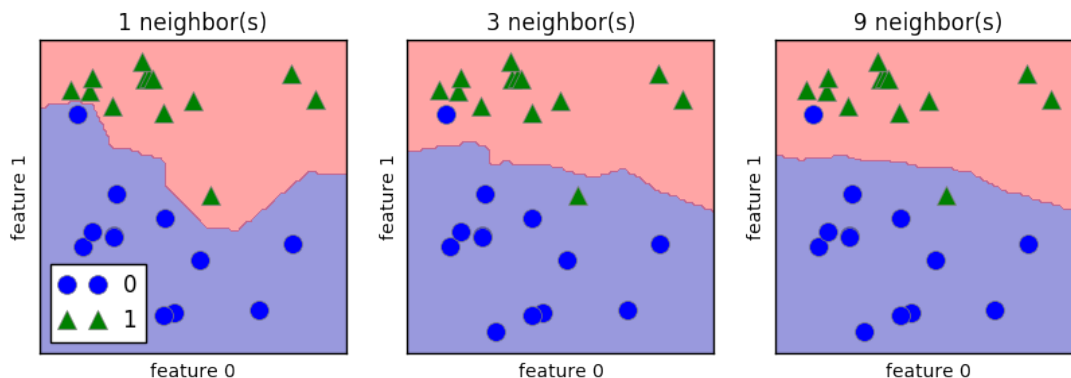 1 neighbor(s)
3 neighbor(s)
9 neighbor(s)
feature 1
feature 1
feature 1
0
1
feature 0
feature 0
feature 0